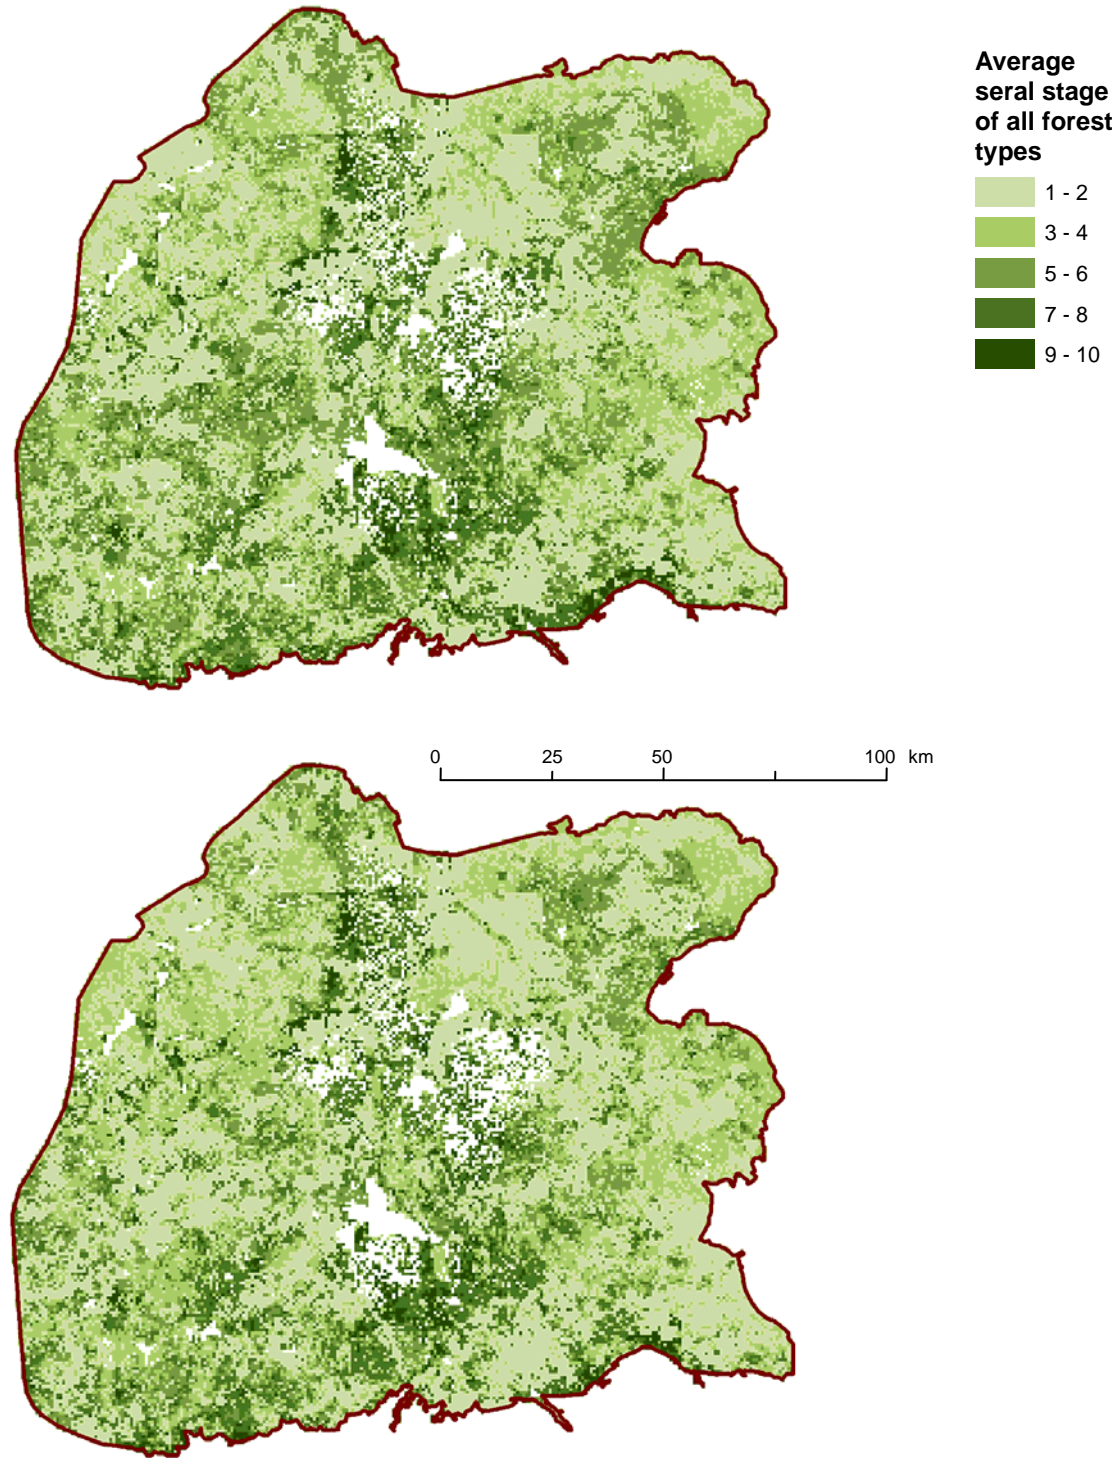 Average
seral stage
of all forest
types
1 - 2
3 - 4
5 - 6
7 - 8
9 - 10
0 25 50 100 km